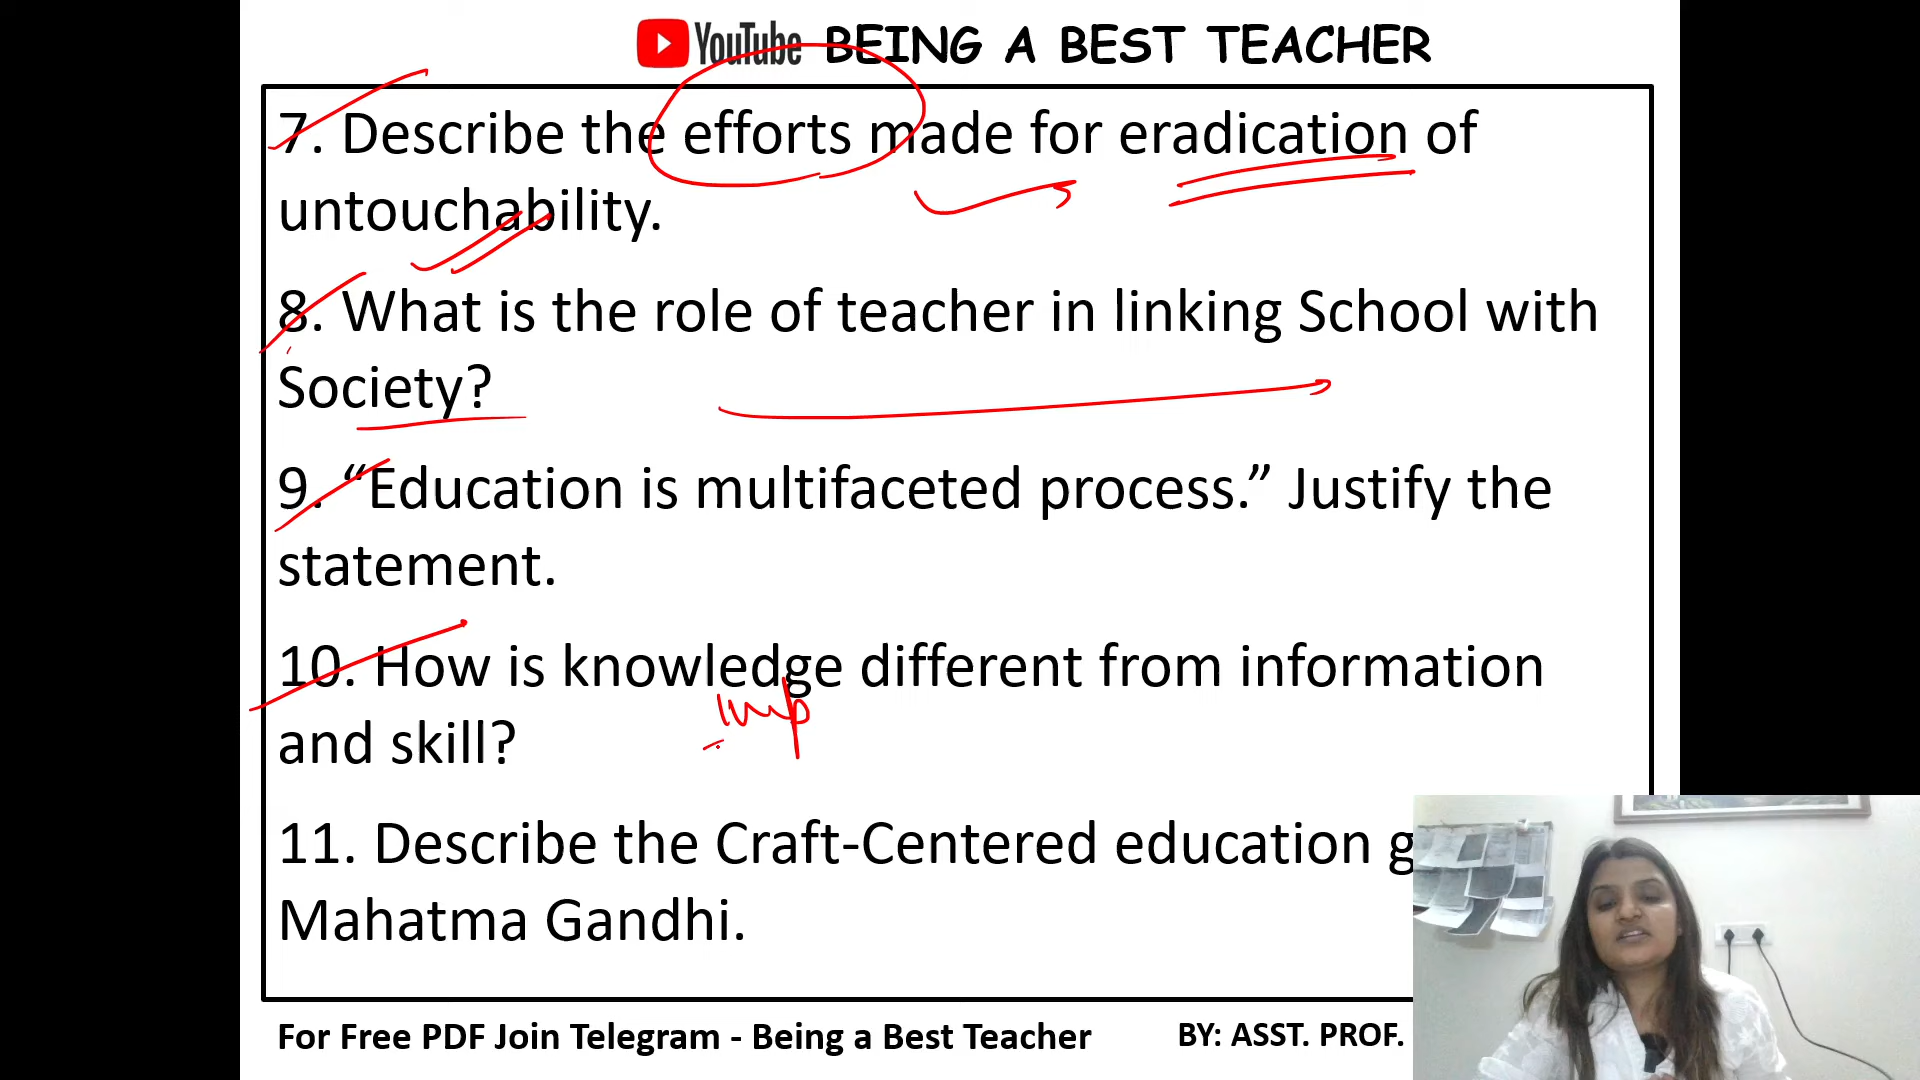 YouTube BEING A BEST TEACHER
7. Describe the efforts made for eradication of
untouchability.
8. What is the role of teacher in linking School with
Society?
9. “Education is multifaceted process.” Justify the
statement.
10. How is knowledge different from information
imp
and skill?
11. Describe the Craft-Centered education g
Mahatma Gandhi.
For Free PDF Join Telegram - Being a Best Teacher
BY: ASST. PROF.